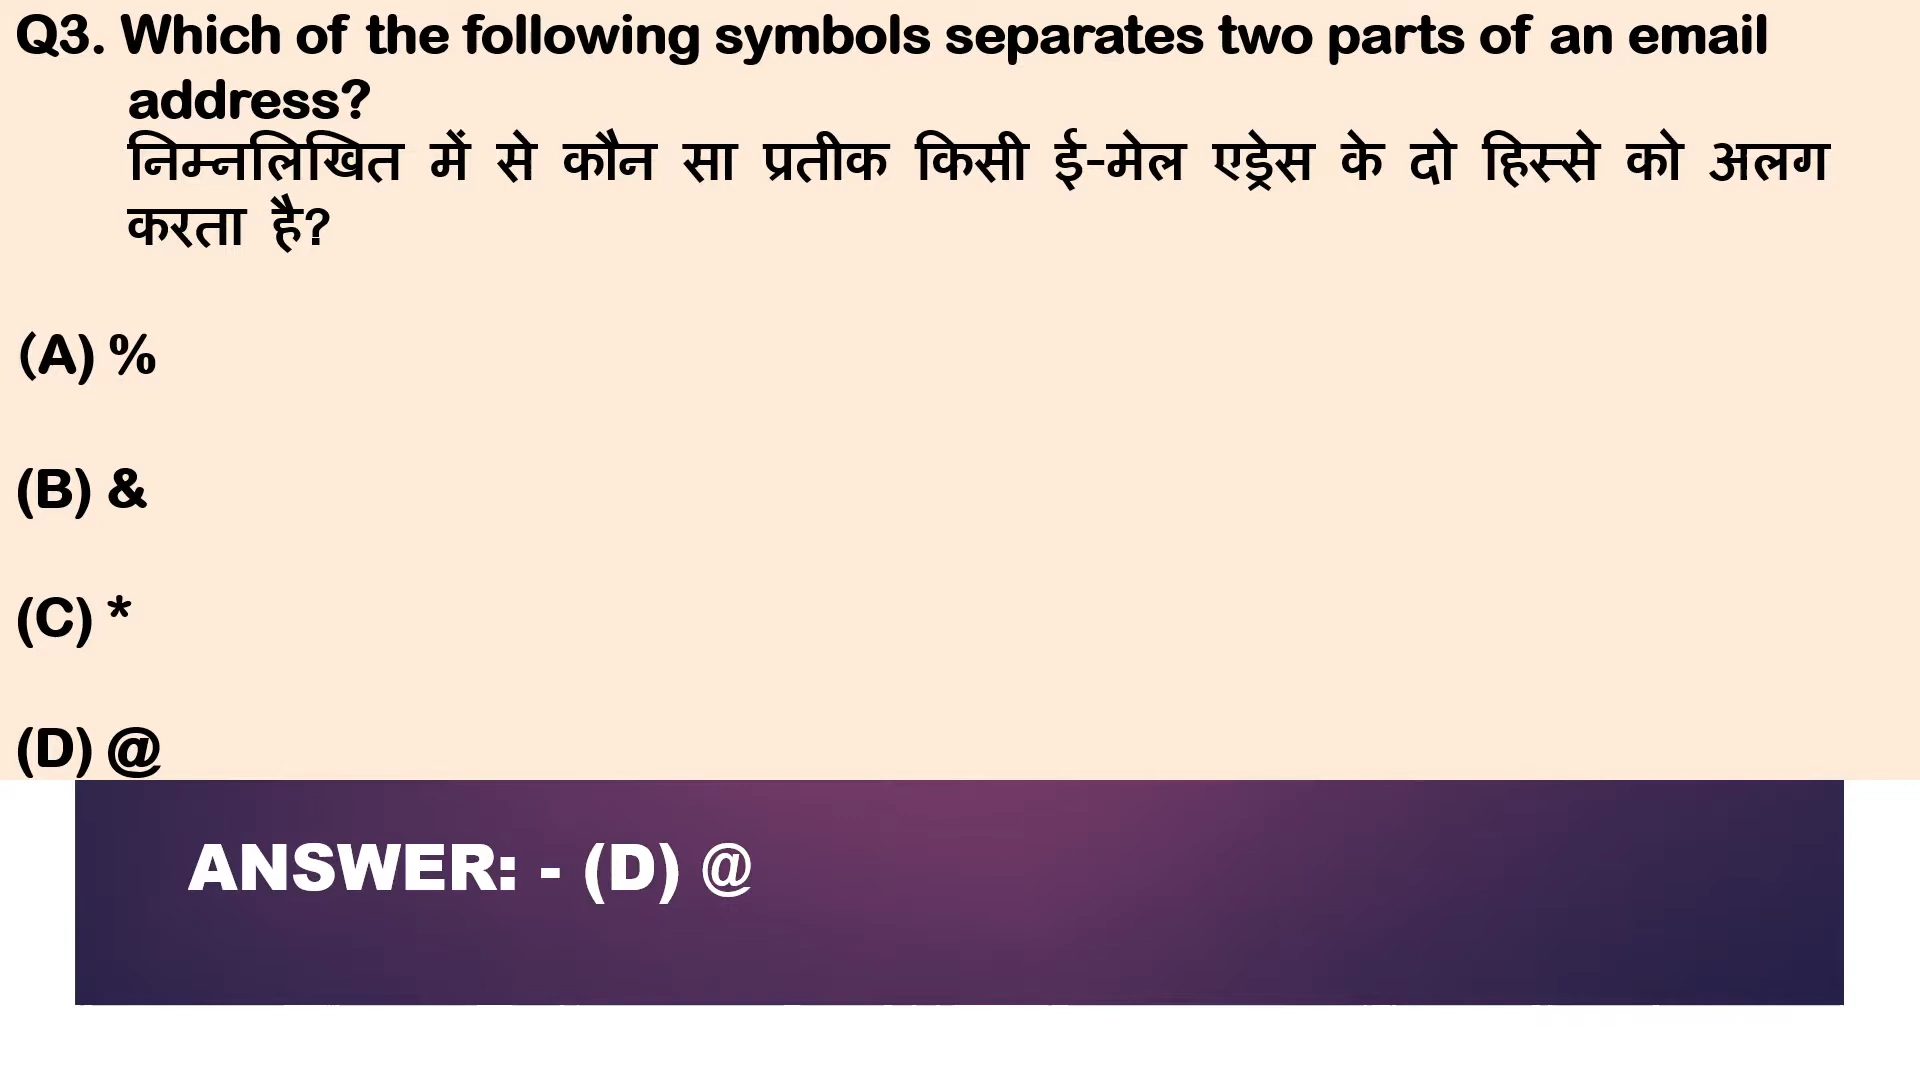 Q3. Which of the following symbols separates two parts of an email
address?
निम्नलिखित में से कौन सा प्रतीक किसी ई-मेल एड्रेस के दो हिस्से को अलग
करता है?
(A) %
(B) &
(C) *
(D) @
ANSWER: - (D) @